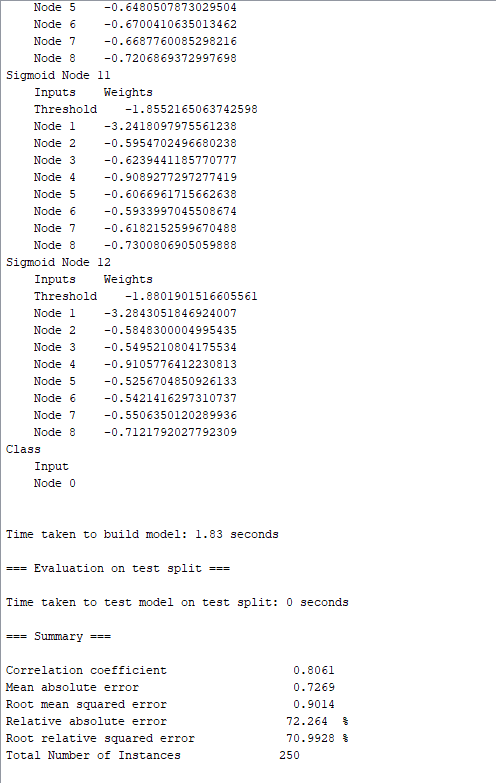 Node 5    -0.6480507873029504
Node 6    -0.6700410635013462
Node 7    -0.6687760085298216
Node 8    -0.7206869372997698
Sigmoid Node 11
Inputs    Weights
Threshold    -1.8552165063742598
Node 1    -3.2418097975561238
Node 2    -0.5954702496680238
Node 3    -0.6239441185770777
Node 4    -0.9089277297277419
Node 5    -0.6066961715662638
Node 6    -0.5933997045508674
Node 7    -0.6182152599670488
Node 8    -0.7300806905059888
Sigmoid Node 12
Inputs    Weights
Threshold    -1.8801901516605561
Node 1    -3.2843051846924007
Node 2    -0.5848300004995435
Node 3    -0.5495210804175534
Node 4    -0.9105776412230813
Node 5    -0.5256704850926133
Node 6    -0.5421416297310737
Node 7    -0.5506350120289936
Node 8    -0.7121792027792309
Class
Input
Node 0
Time taken to build model: 1.83 seconds
=== Evaluation on test split ===
Time taken to test model on test split: 0 seconds
=== Summary ===
Correlation coefficient                  0.8061
Mean absolute error                      0.7269
Root mean squared error                  0.9014
Relative absolute error                 72.264  %
Root relative squared error             70.9928 %
Total Number of Instances              250